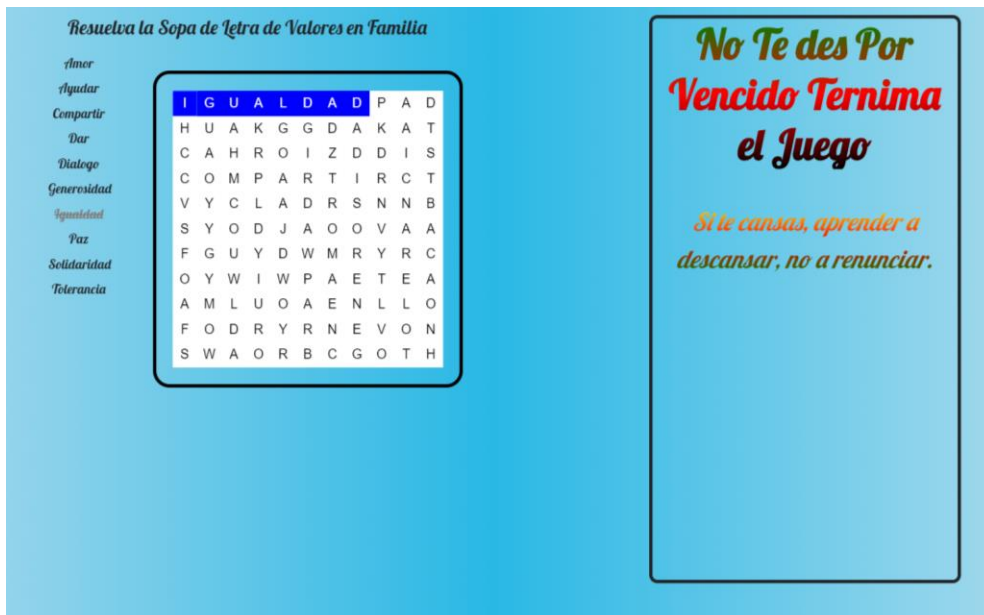 Resuelva la Sopa de Letra de Valores en Familia
Amor
Ayudar
Compartir
Dar
Dialogo
Generosidad
Igualdad
Paz
Solidaridad
Tolerancia
I G U A L D A D P A D
H U A K G G D A K A T
C A H R O I Z D D I S
C O M P A R T I R C T
V Y C L A D R S N N B
S Y O D J A O O V A A
F G U Y D W M R Y R C
O Y W I W P A E T E A
A M L U O A E N L L O
F O D R Y R N E V O N
S W A O R B C G O T H
No Te des Por
Vencido Ternima
el Juego
Si te cansas, aprender a
descansar, no a renunciar.